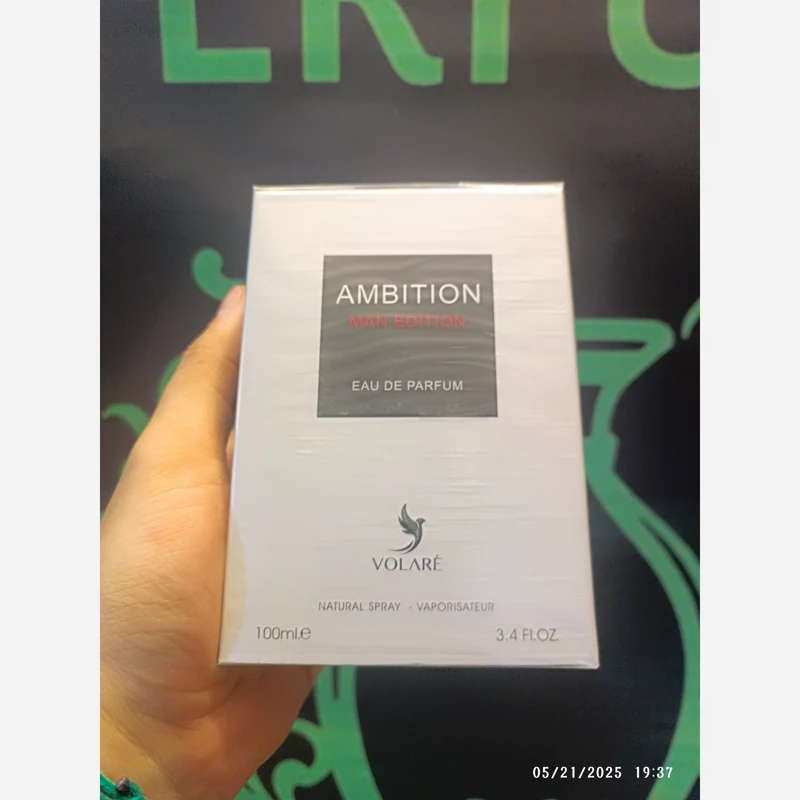 ERFU
AMBITION
MAN EDITION
EAU DE PARFUM
VOLARÉ
NATURAL SPRAY - VAPORISATEUR
100ml.e
3.4 Fl.OZ.
05/21/2025 19:37